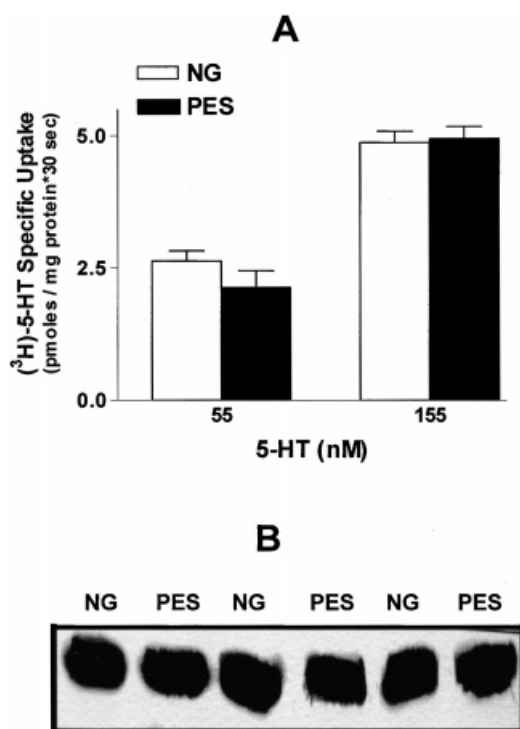 A
NG
PES
(³H)-5-HT Specific Uptake
(pmoles / mg protein*30 sec)
5.0
2.5
0.0
55 155
5-HT (nM)
B
NG PES NG PES NG PES